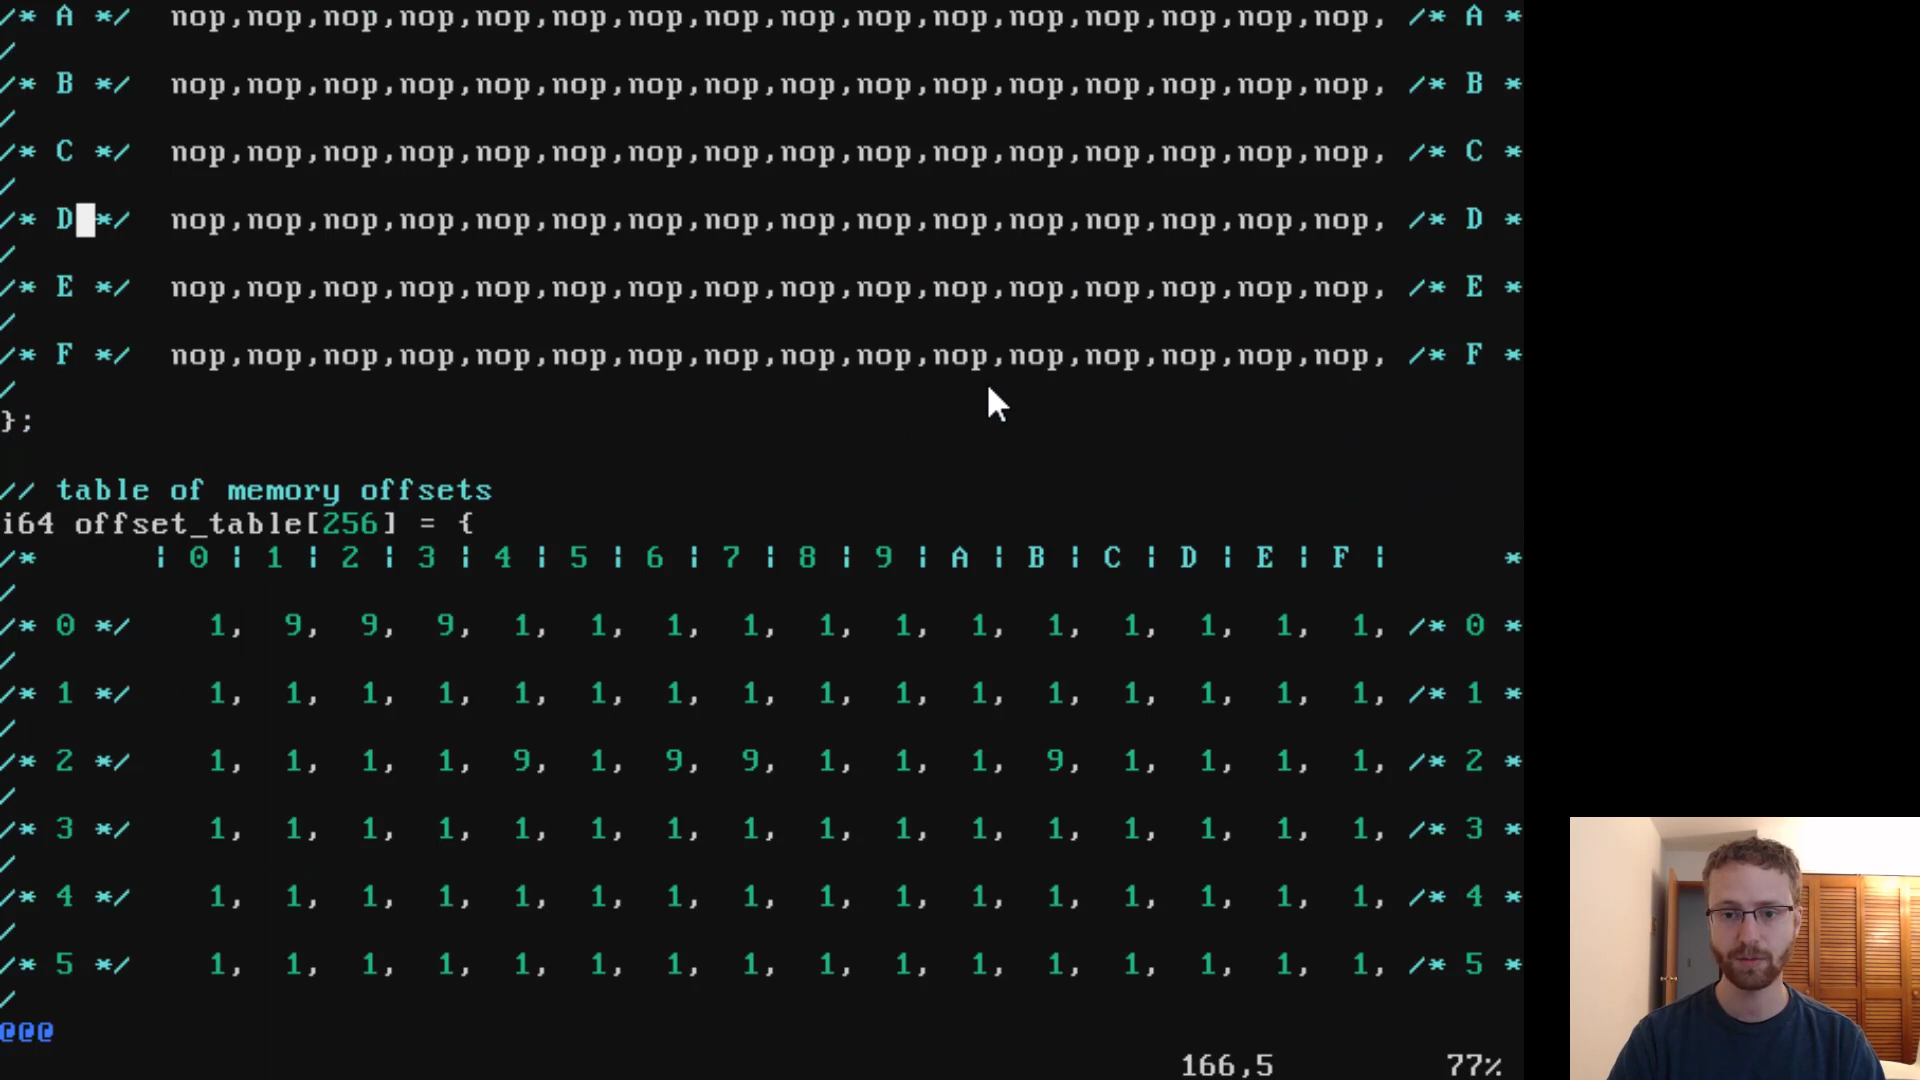 /* A */  nop,nop,nop,nop,nop,nop,nop,nop,nop,nop,nop,nop,nop,nop,nop,nop, /* A *
/
/* B */  nop,nop,nop,nop,nop,nop,nop,nop,nop,nop,nop,nop,nop,nop,nop,nop, /* B *
/
/* C */  nop,nop,nop,nop,nop,nop,nop,nop,nop,nop,nop,nop,nop,nop,nop,nop, /* C *
/
/* D */  nop,nop,nop,nop,nop,nop,nop,nop,nop,nop,nop,nop,nop,nop,nop,nop, /* D *
/
/* E */  nop,nop,nop,nop,nop,nop,nop,nop,nop,nop,nop,nop,nop,nop,nop,nop, /* E *
/
/* F */  nop,nop,nop,nop,nop,nop,nop,nop,nop,nop,nop,nop,nop,nop,nop,nop, /* F *
/
};
// table of memory offsets
i64 offset_table[256] = {
/*      | 0 | 1 | 2 | 3 | 4 | 5 | 6 | 7 | 8 | 9 | A | B | C | D | E | F |      *
/
/* 0 */    1,  9,  9,  9,  1,  1,  1,  1,  1,  1,  1,  1,  1,  1,  1,  1, /* 0 *
/
/* 1 */    1,  1,  1,  1,  1,  1,  1,  1,  1,  1,  1,  1,  1,  1,  1,  1, /* 1 *
/
/* 2 */    1,  1,  1,  1,  9,  1,  9,  9,  1,  1,  1,  9,  1,  1,  1,  1, /* 2 *
/
/* 3 */    1,  1,  1,  1,  1,  1,  1,  1,  1,  1,  1,  1,  1,  1,  1,  1, /* 3 *
/
/* 4 */    1,  1,  1,  1,  1,  1,  1,  1,  1,  1,  1,  1,  1,  1,  1,  1, /* 4 *
/
/* 5 */    1,  1,  1,  1,  1,  1,  1,  1,  1,  1,  1,  1,  1,  1,  1,  1, /* 5 *
/
@@@
166,5 77%